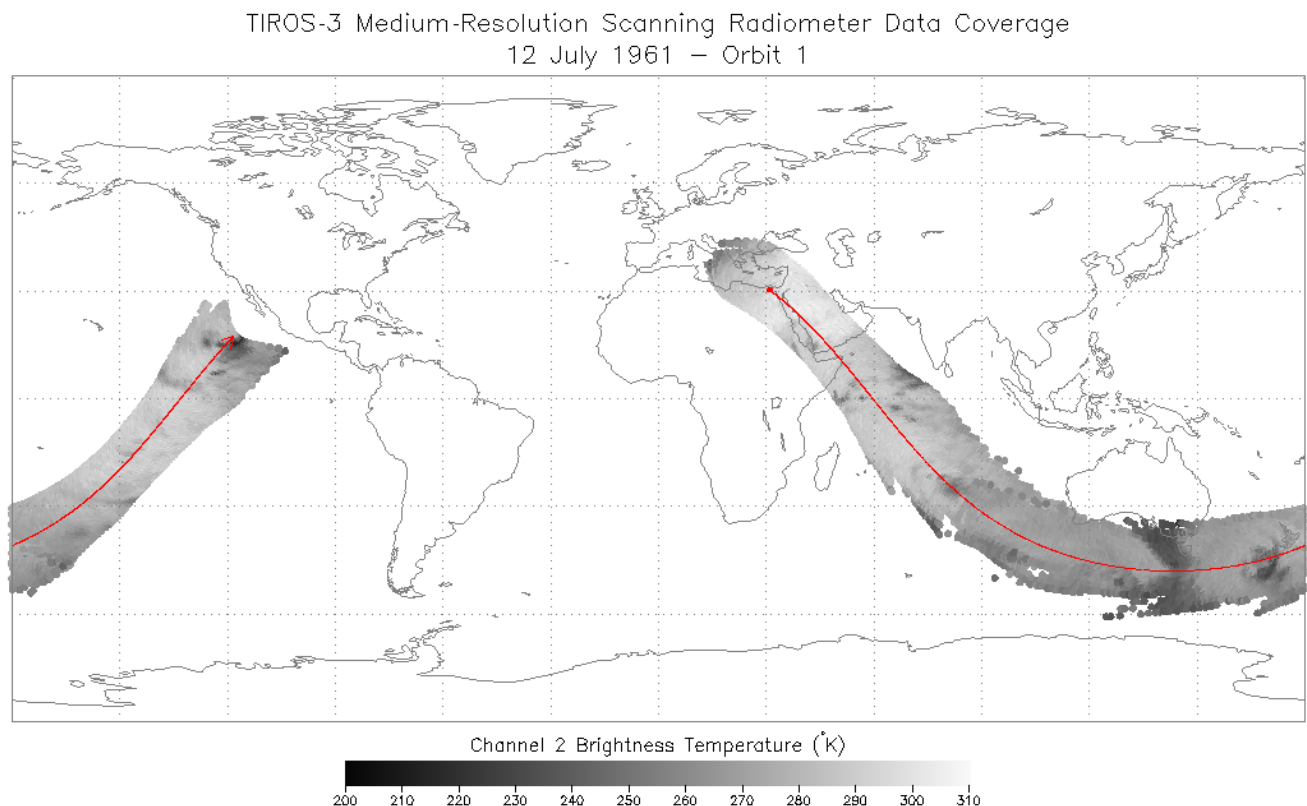 TIROS-3 Medium-Resolution Scanning Radiometer Data Coverage
12 July 1961 – Orbit 1
Channel 2 Brightness Temperature (°K)
200 210 220 230 240 250 260 270 280 290 300 310